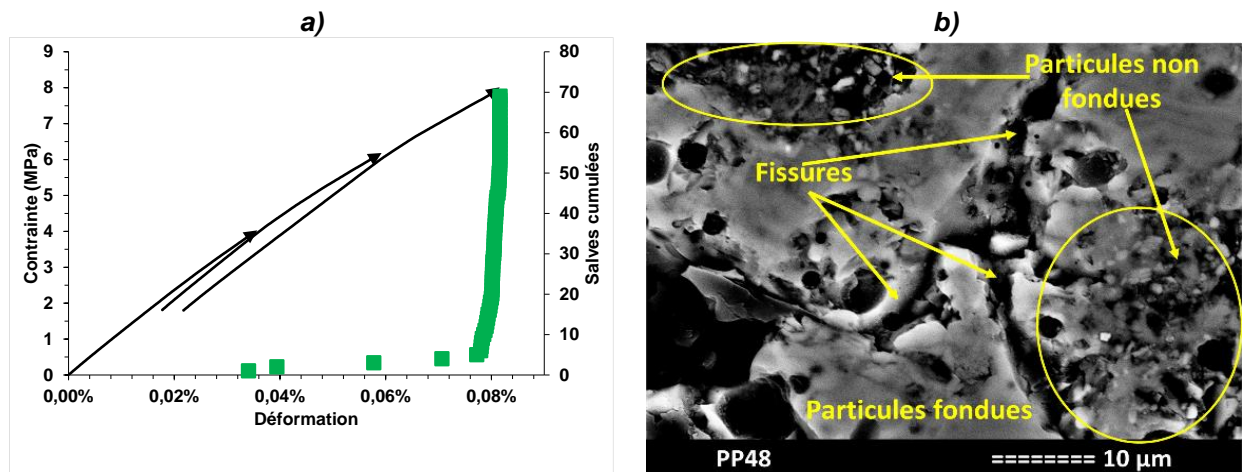 a)
b)
9
8
7
6
5
4
3
2
1
0
Contrainte (MPa)
80
70
60
50
40
30
20
10
0
Salves cumulées
0,00%
0,02%
0,04%
0,06%
0,08%
Déformation
Particules non
fondues
Fissures
Particules fondues
PP48
======== 10 µm